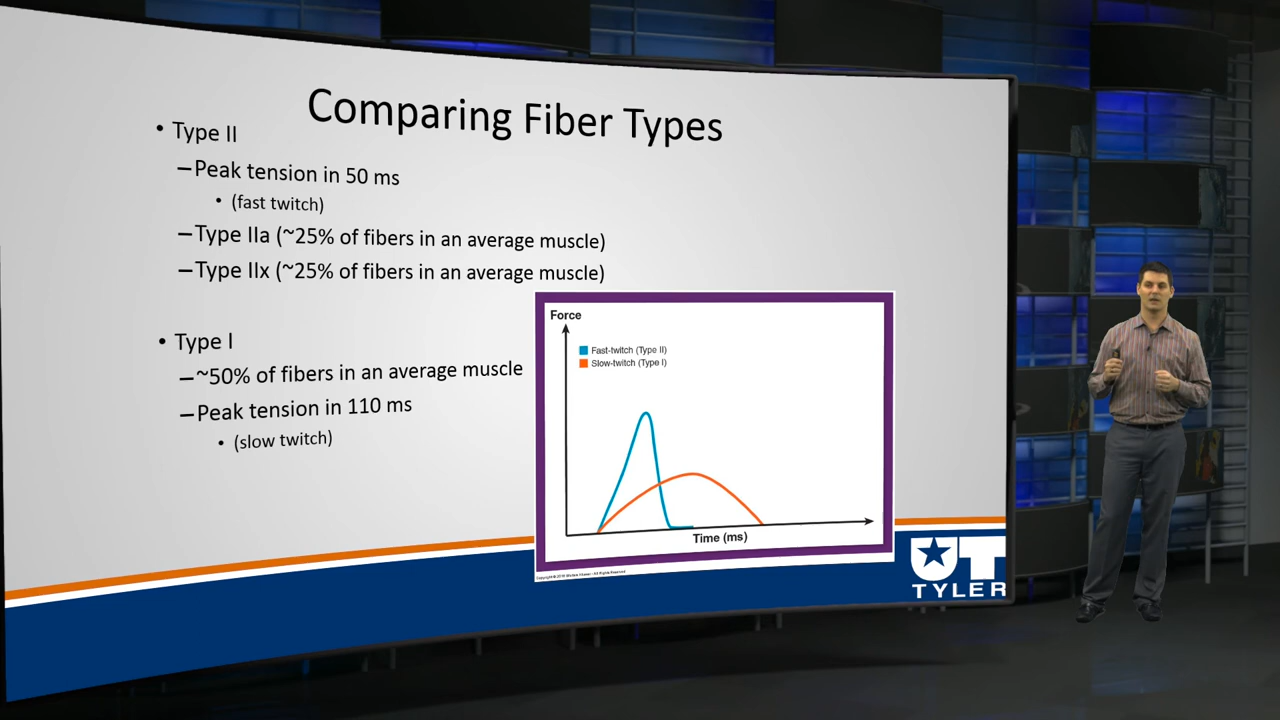 Comparing Fiber Types
• Type II
–Peak tension in 50 ms
• (fast twitch)
–Type IIa (~25% of fibers in an average muscle)
–Type IIx (~25% of fibers in an average muscle)
• Type I
–~50% of fibers in an average muscle
–Peak tension in 110 ms
• (slow twitch)
Force
Fast-twitch (Type II)
Slow-twitch (Type I)
Time (ms)
UT
TYLER